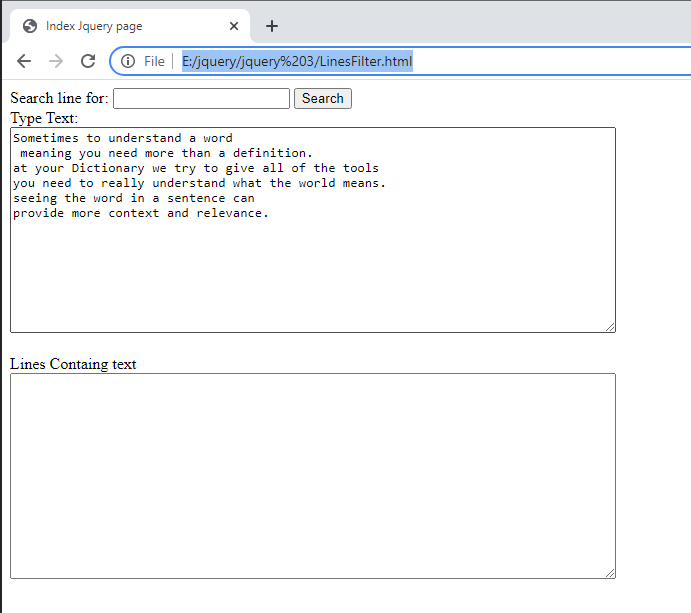 Index Jquery page
File E:/jquery/jquery%203/LinesFilter.html
Search line for: Search
Type Text:
Sometimes to understand a word
meaning you need more than a definition.
at your Dictionary we try to give all of the tools
you need to really understand what the world means.
seeing the word in a sentence can
provide more context and relevance.
Lines Containg text